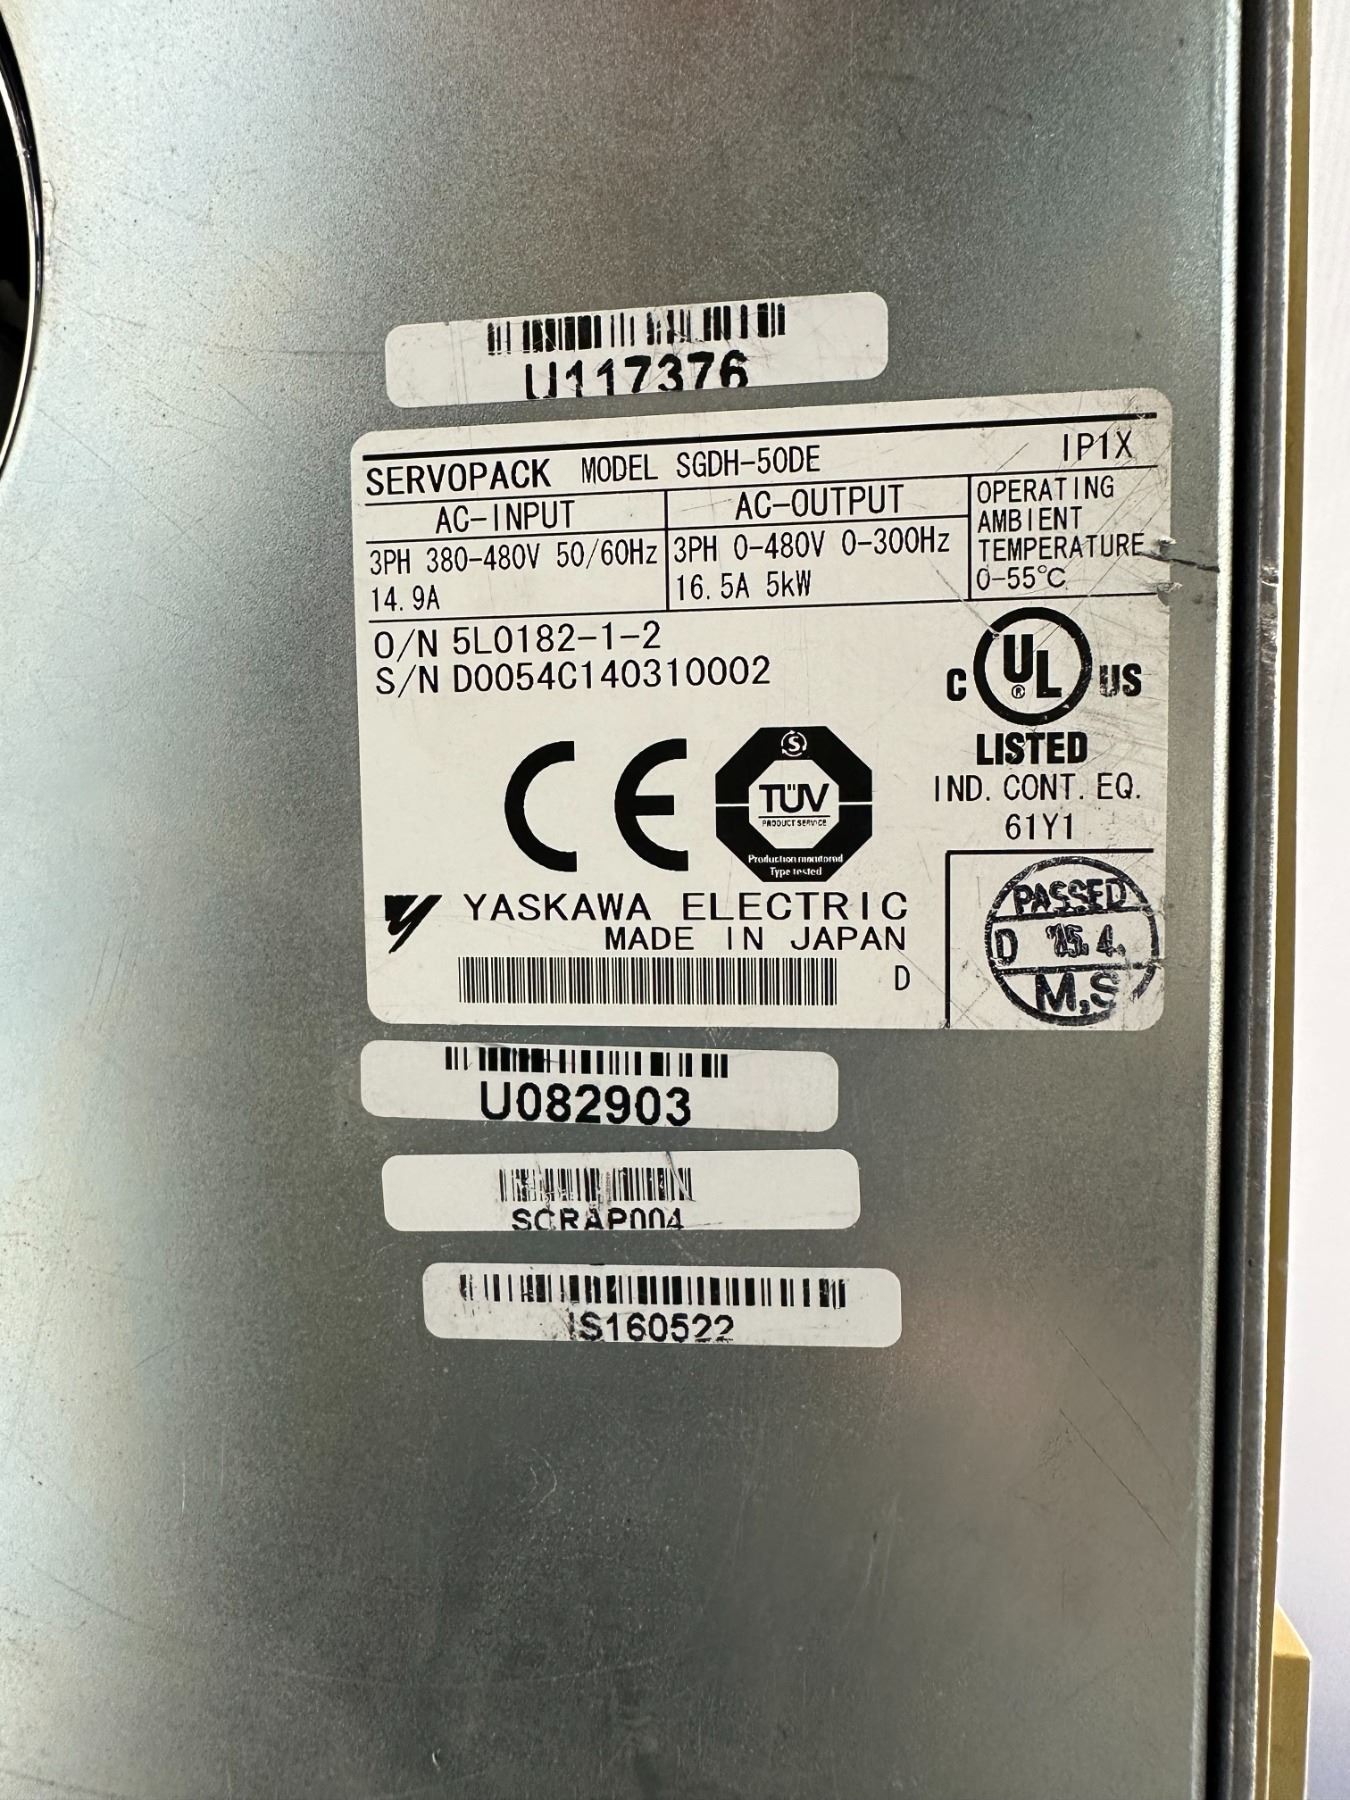 U117376
SERVOPACK MODEL SGDH-50DE IP1X
AC-INPUT
3PH 380-480V 50/60Hz
14.9A
AC-OUTPUT
3PH 0-480V 0-300Hz
16.5A 5kW
OPERATING
AMBIENT
TEMPERATURE
0-55°C
O/N 5L0182-1-2
S/N D0054C140310002
C UL ® US
LISTED
IND. CONT. EQ.
61Y1
CE
S
TÜV
PRODUCT SERVICE
Production monitored
Type tested
YASKAWA ELECTRIC
MADE IN JAPAN
D
PASSED
D 4.
M,S
U082903
SCRAP004
IS160522